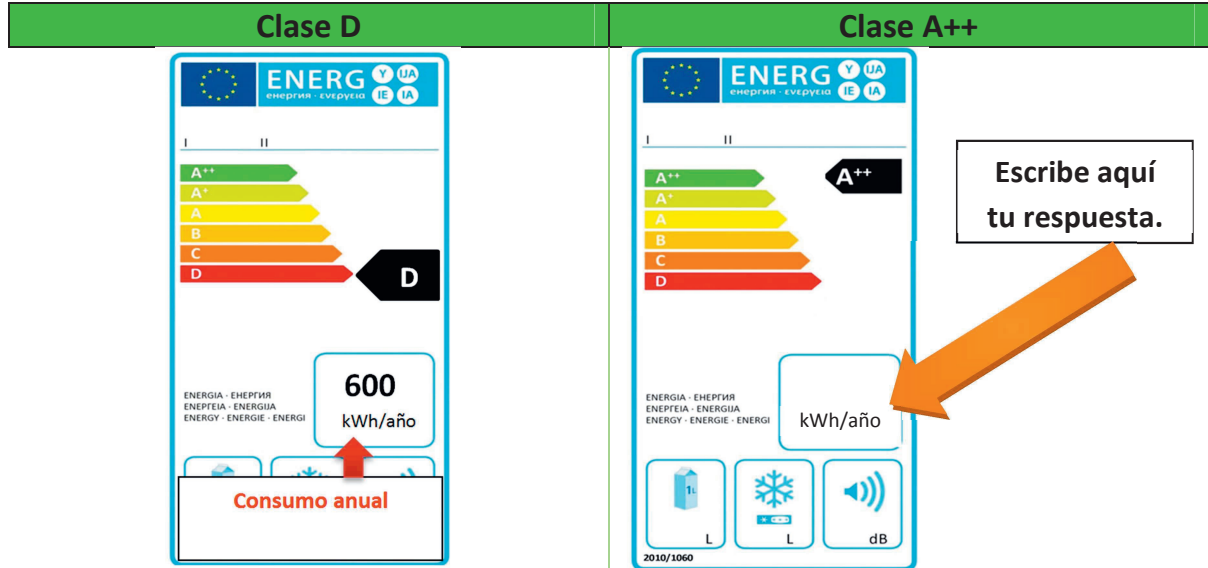 Clase D
Clase A++
ENERG Y IJA
енергия · ενεργεια IE IA
I II
A++
A+
A
B
C
D
D
600
kWh/año
ENERGIA · ЕНЕРГИЯ
ΕΝΕΡΓΕΙΑ · ENERGIJA
ENERGY · ENERGIE · ENERGI
Consumo anual
ENERG Y IJA
енергия · ενεργεια IE IA
I II
A++
A+
A
B
C
D
A++
kWh/año
ENERGIA · ЕНЕРГИЯ
ΕΝΕΡΓΕΙΑ · ENERGIJA
ENERGY · ENERGIE · ENERGI
1L
L
L
dB
2010/1060
Escribe aquí
tu respuesta.